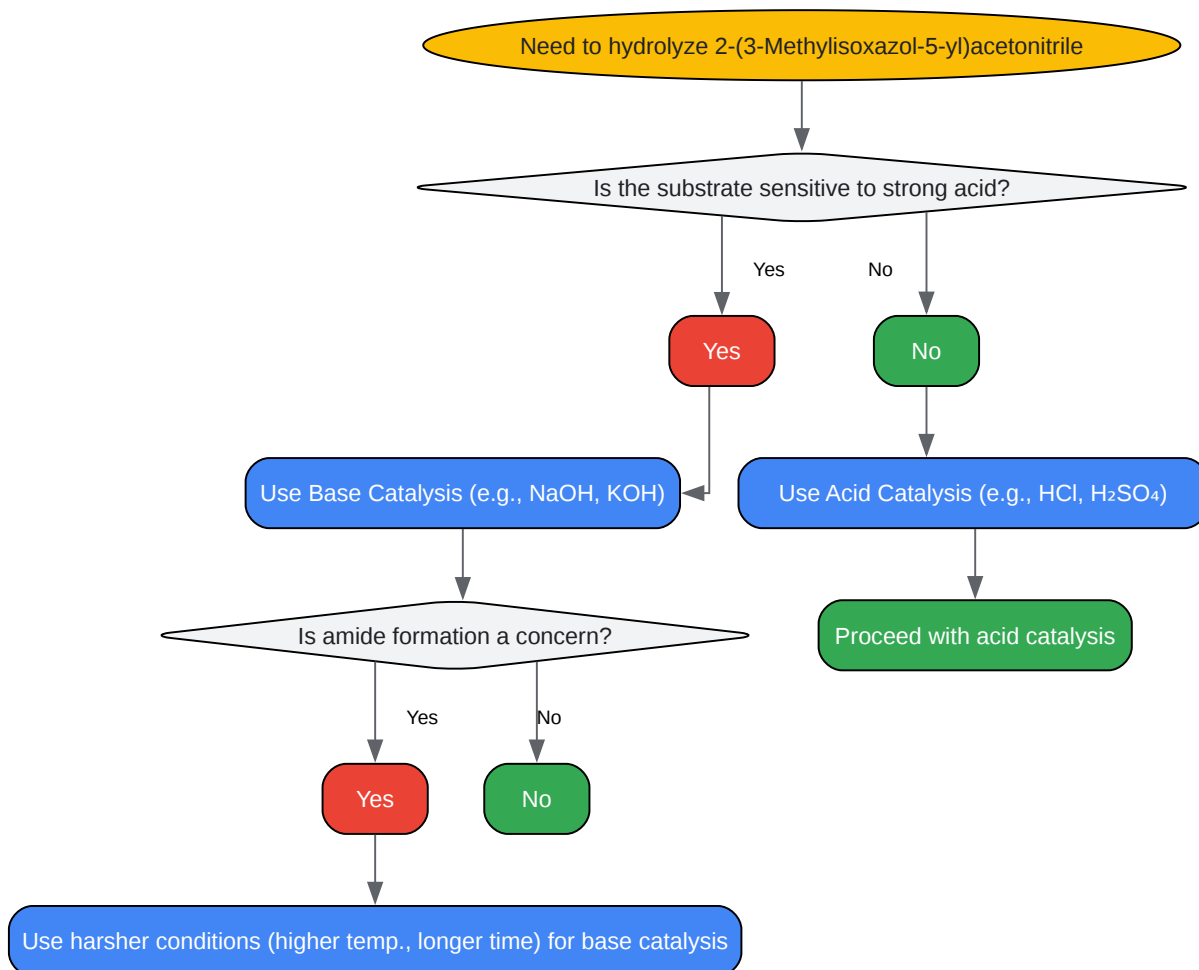 Need to hydrolyze 2-(3-Methylisoxazol-5-yl)acetonitrile
Is the substrate sensitive to strong acid?
Yes
No
Yes
No
Use Base Catalysis (e.g., NaOH, KOH)
Use Acid Catalysis (e.g., HCl, H₂SO₄)
Is amide formation a concern?
Proceed with acid catalysis
Yes
No
Yes
No
Use harsher conditions (higher temp., longer time) for base catalysis